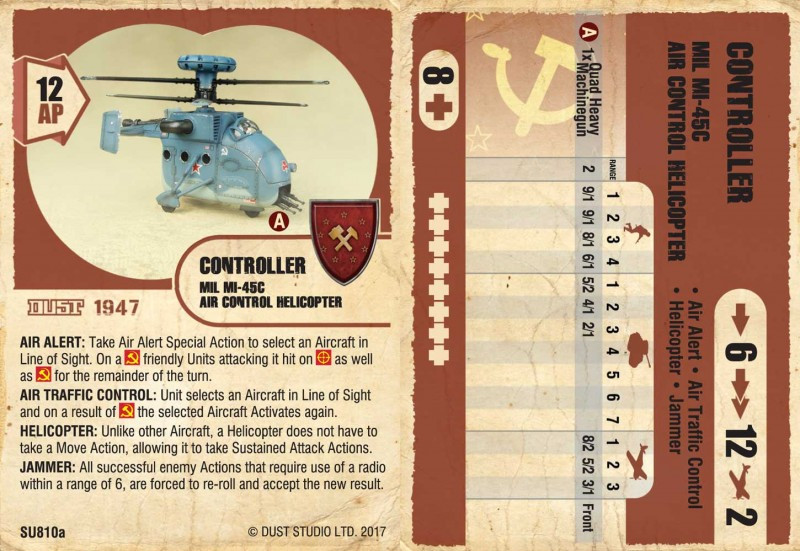 12
AP
A
CONTROLLER
MIL MI-45C
AIR CONTROL HELICOPTER
DUST 1947
AIR ALERT: Take Air Alert Special Action to select an Aircraft in
Line of Sight. On a friendly Units attacking it hit on as well
as for the remainder of the turn.
AIR TRAFFIC CONTROL: Unit selects an Aircraft in Line of Sight
and on a result of the selected Aircraft Activates again.
HELICOPTER: Unlike other Aircraft, a Helicopter does not have to
take a Move Action, allowing it to take Sustained Attack Actions.
JAMMER: All successful enemy Actions that require use of a radio
within a range of 6, are forced to re-roll and accept the new result.
SU810a
© DUST STUDIO LTD. 2017
CONTROLLER
MIL MI-45C
AIR CONTROL HELICOPTER
6 12 2
• Air Alert • Air Traffic Control
• Helicopter • Jammer
8
RANGE 1 2 3 4 1 2 3 4 5 6 7 1 2 3
A
1x Quad Heavy
Machinegun
2 9/1 9/1 8/1 6/1 5/2 4/1 2/1 8/2 5/2 3/1 Front